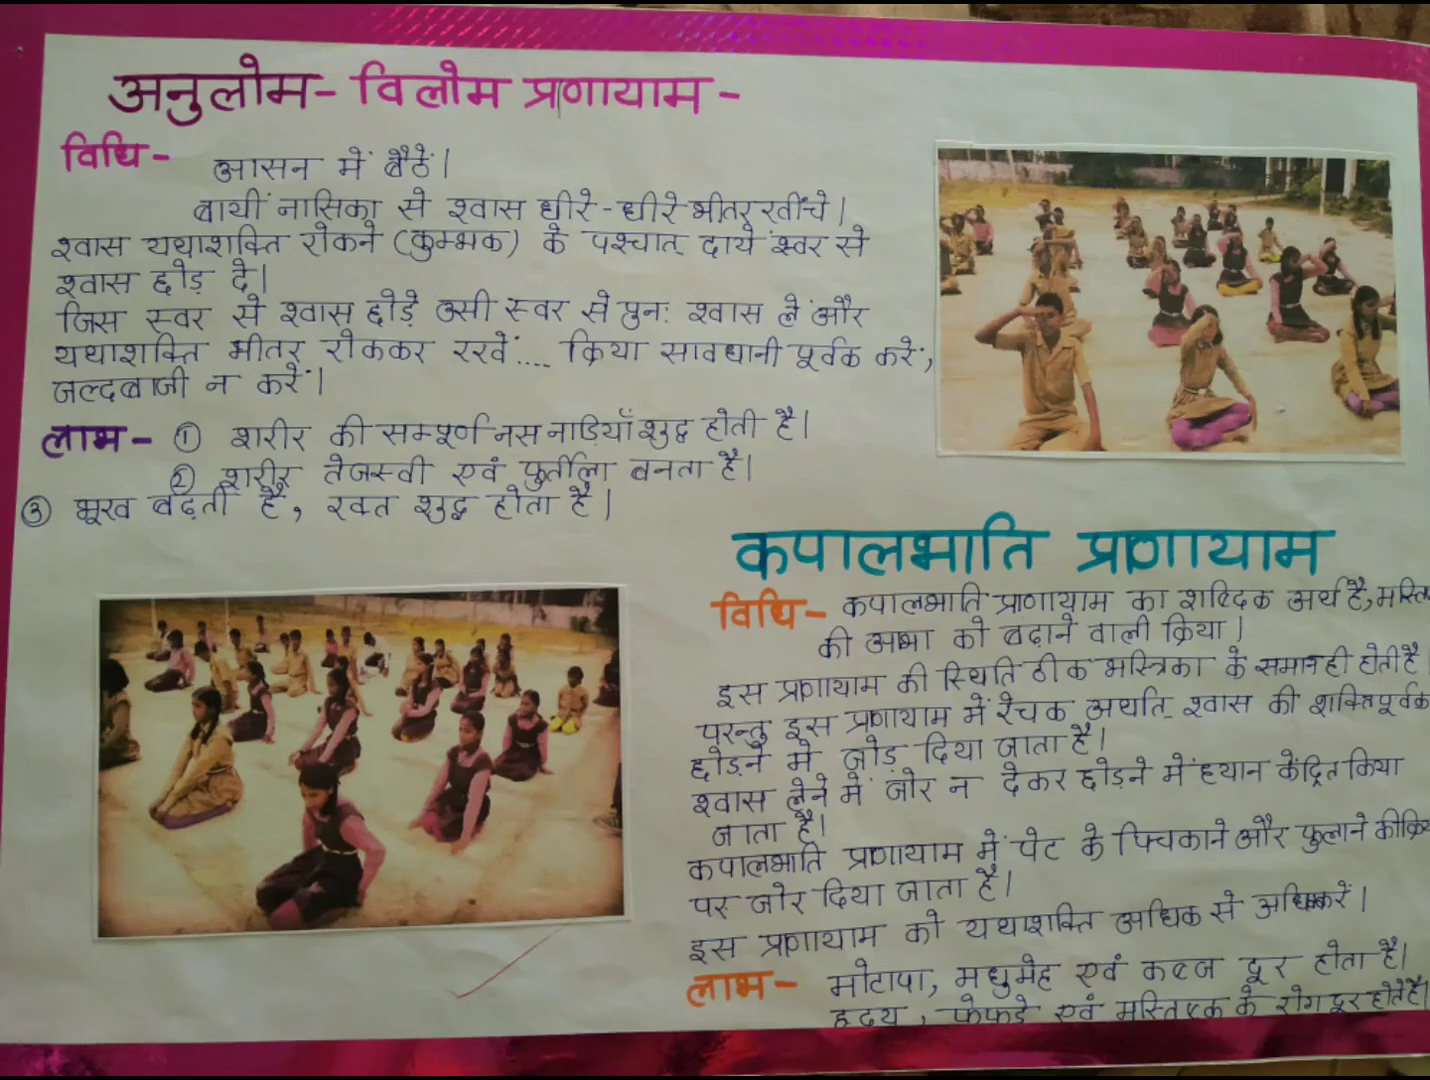 अनुलोम- विलोम प्राणायाम -
विधि - आसन में बैठें।
बायीं नासिका से श्वास धीरे-धीरे भीतर खींचे।
श्वास यथाशक्ति रोकने (कुम्भक) के पश्चात् दायें स्वर से
श्वास छोड़ दे।
जिस स्वर से श्वास छोड़े उसी स्वर से पुनः श्वास लें और
यथाशक्ति भीतर रोककर रखें.... क्रिया सावधानी पूर्वक करें,
जल्दबाजी न करें।
लाभ - ① शरीर की सम्पूर्ण नस नाड़ियाँ शुद्ध होती है।
② शरीर तेजस्वी एवं फुर्तीला बनता है।
③ भूख बढ़ती है, रक्त शुद्ध होता है।
कपालभाति प्राणायाम
विधि - कपालभाति प्राणायाम का शाब्दिक अर्थ है, मस्ति
की आभा को बढ़ाने वाली क्रिया।
इस प्राणायाम की स्थिति ठीक भस्त्रिका के समान ही होती है।
परन्तु इस प्राणायाम में रेचक अर्थात् श्वास की शक्तिपूर्वक
छोड़ने में जोड़ दिया जाता है।
श्वास लेने में जोर न देकर छोड़ने में ध्यान केंद्रित किया
जाता है।
कपालभाति प्राणायाम में पेट के पिचकाने और फुलाने की क्रि
पर जोर दिया जाता है।
इस प्राणायाम को यथाशक्ति अधिक से अधिक करें।
लाभ - मोटापा, मधुमेह एवं कब्ज दूर होता है।
हृदय, फेफड़े एवं मस्तिष्क के रोग दूर होते है।